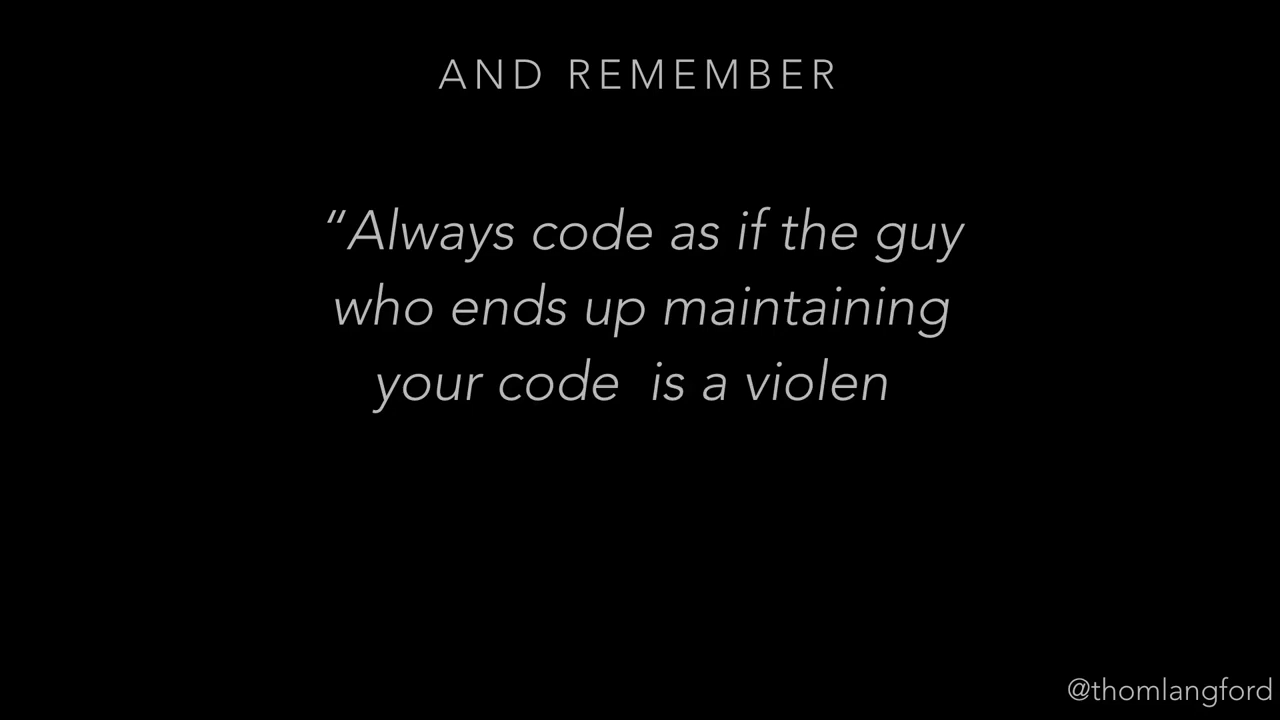 AND REMEMBER
“Always code as if the guy
who ends up maintaining
your code  is a violen
@thomlangford